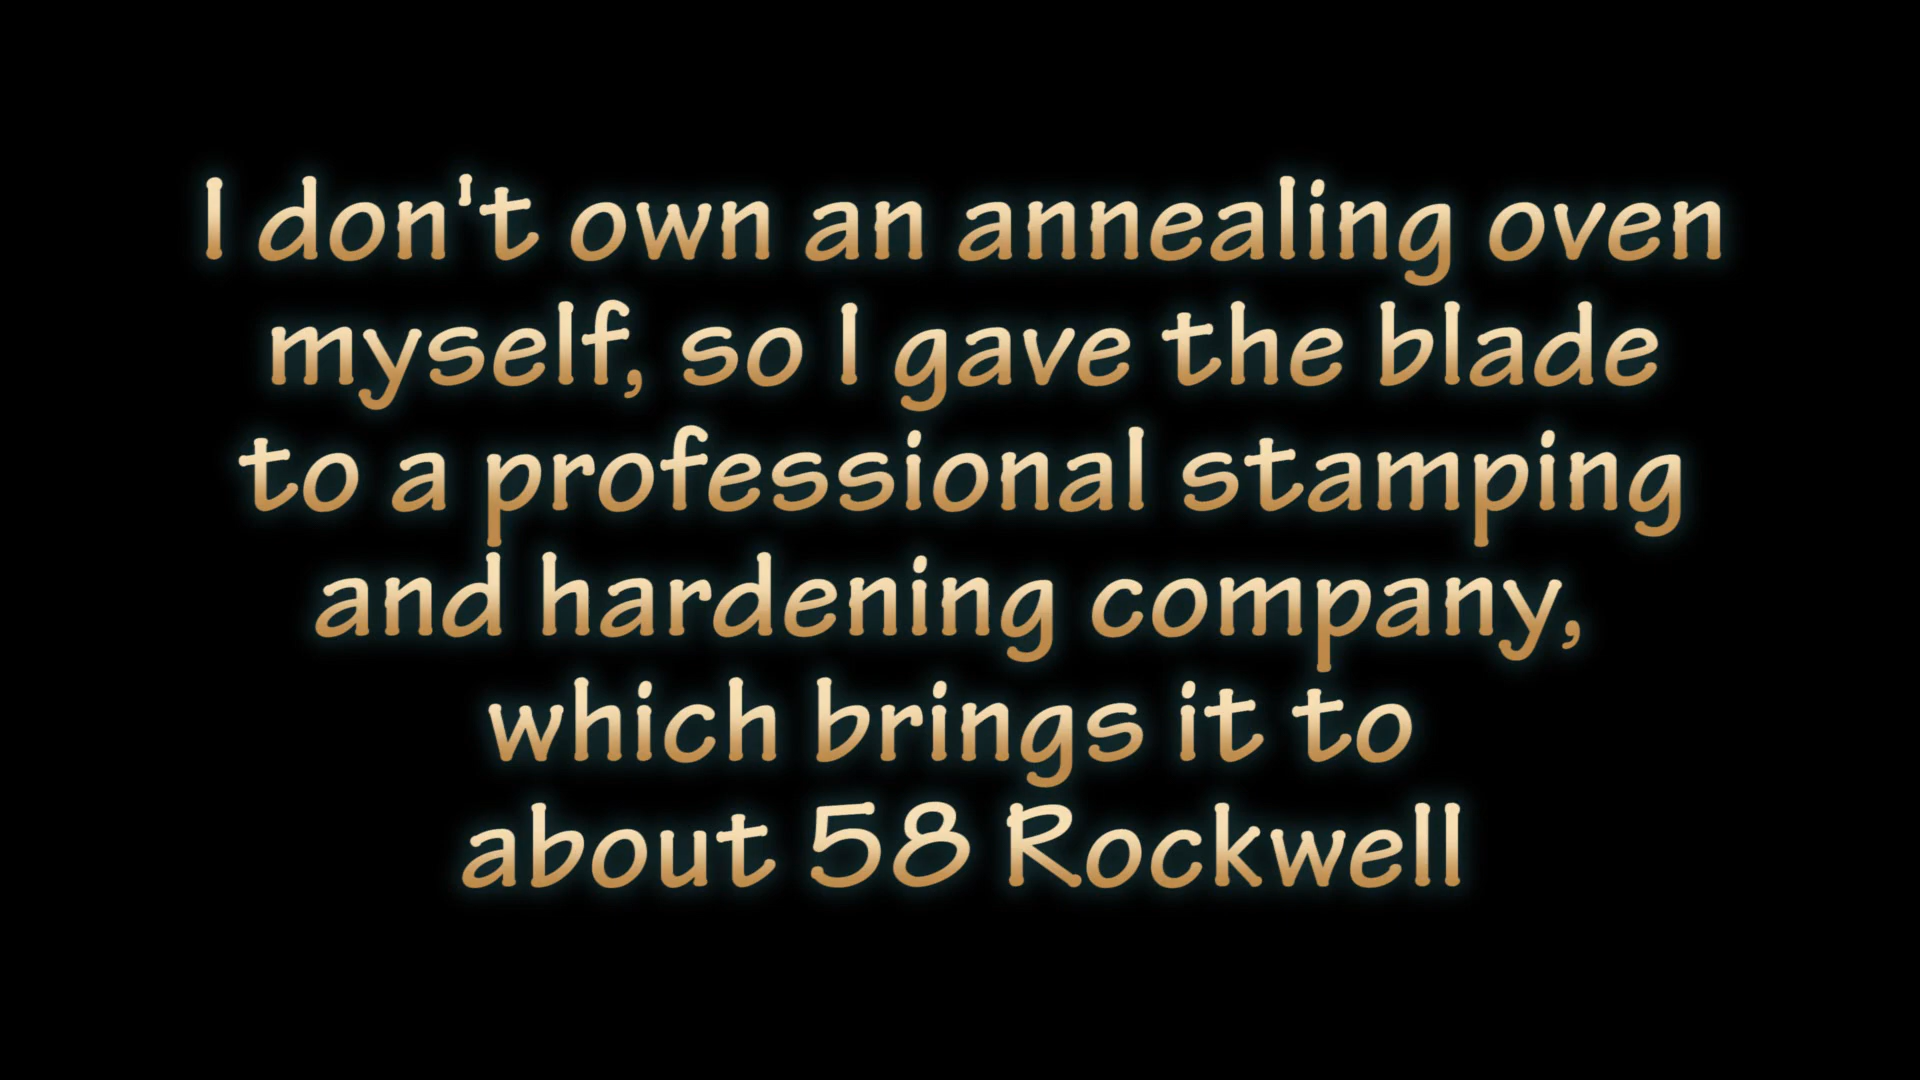 I don't own an annealing oven
myself, so I gave the blade
to a professional stamping
and hardening company,
which brings it to
about 58 Rockwell